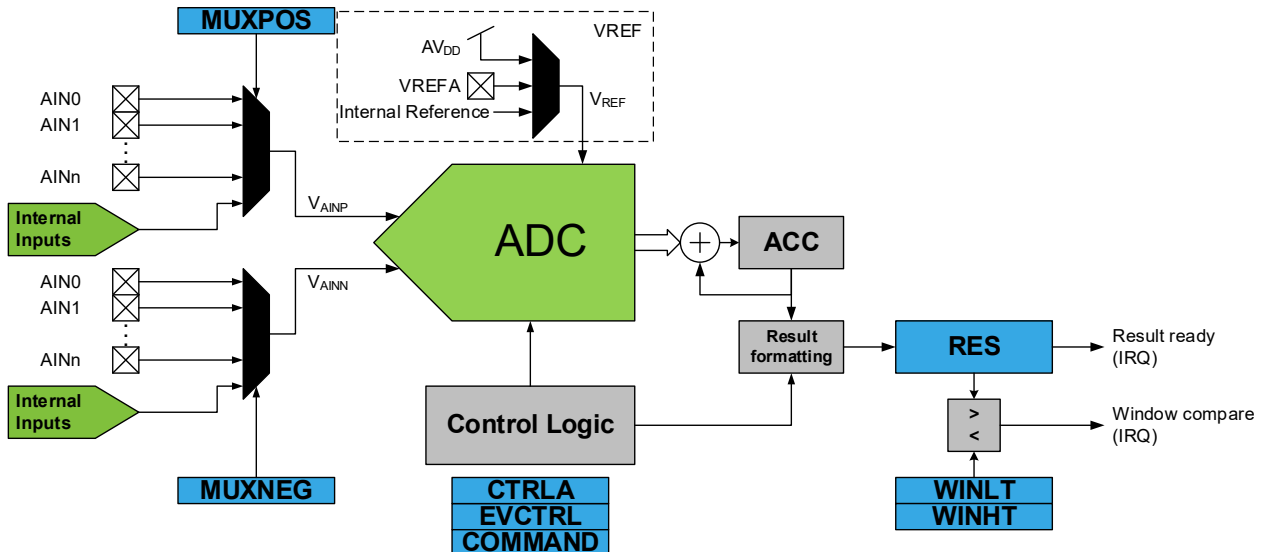 MUXPOS
VREF
AVDD
VREFA
Internal Reference
VREF
AIN0
AIN1
AINn
Internal
Inputs
VAINP
ADC
+
ACC
AIN0
AIN1
AINn
Internal
Inputs
VAINN
Result
formatting
RES
Result ready
(IRQ)
Control Logic
>
<
Window compare
(IRQ)
MUXNEG
CTRLA
EVCTRL
COMMAND
WINLT
WINHT